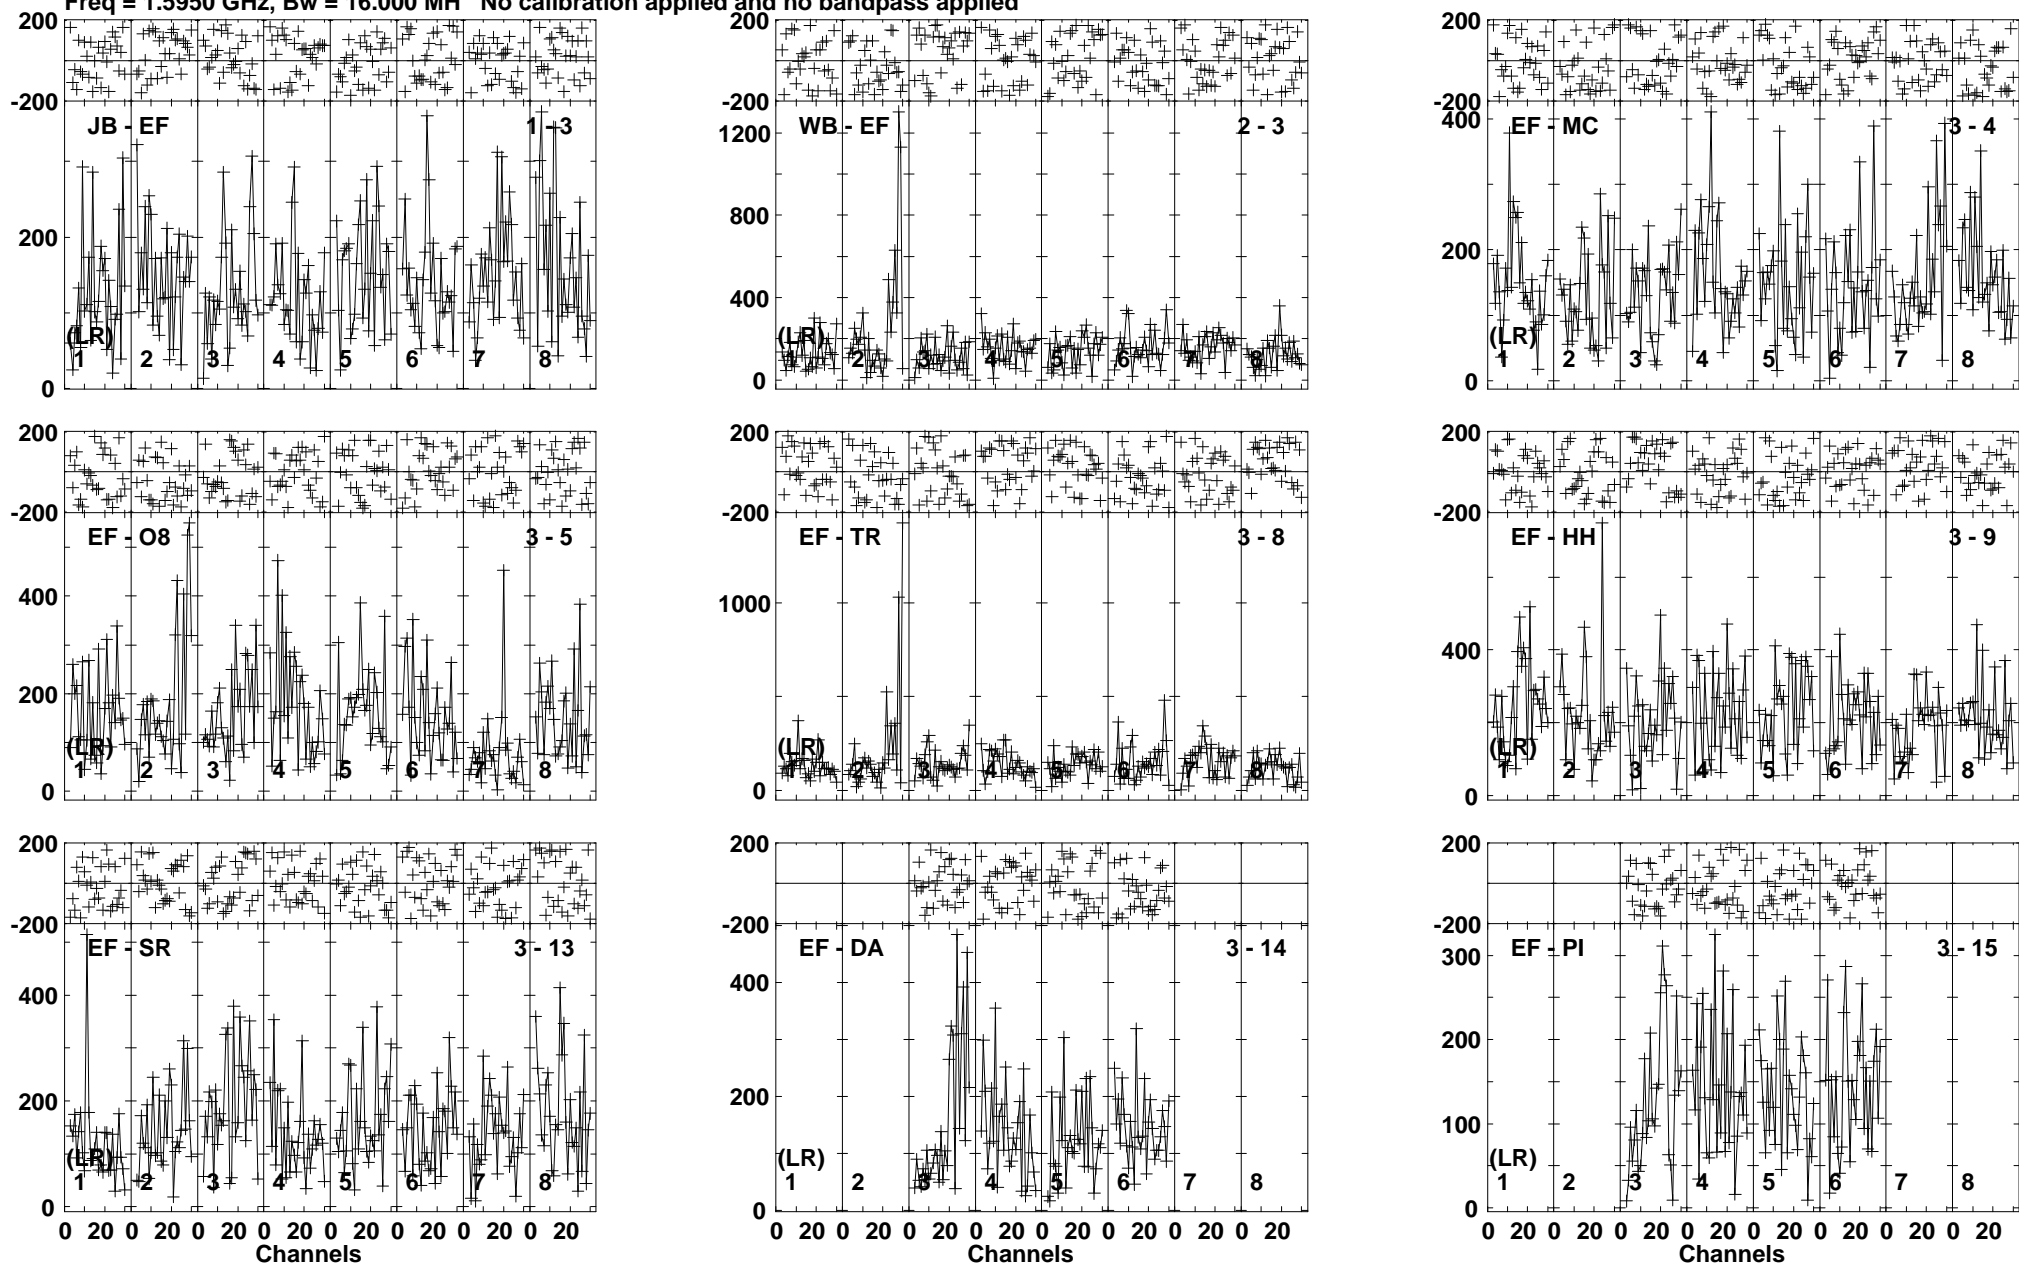 Freq = 1.5950 GHz, Bw = 16.000 MH No calibration applied and no bandpass applied
200 200 200
-200 -200 -200
JB - EF 1 - 3 WB - EF 2 - 3 EF - MC 3 - 4
400
1200
800
200 200
400
(LR) (LR) (LR)
1 2 3 4 5 6 7 8 1 2 3 4 5 6 7 8 1 2 3 4 5 6 7 8
0 0 0
200 200 200
-200 -200 -200
EF - O8 3 - 5 EF - TR 3 - 8 EF - HH 3 - 9
400 1000 400
200
(LR) (LR) (LR)
1 2 3 4 5 6 7 8 1 2 3 4 5 6 7 8 1 2 3 4 5 6 7 8
0 0 0
200 200 200
-200 -200 -200
EF - SR 3 - 13 EF - DA 3 - 14 EF - PI 3 - 15
400 400 300
200 200 200
100
(LR) (LR) (LR)
1 2 3 4 5 6 7 8 1 2 3 4 5 6 7 8 1 2 3 4 5 6 7 8
0 0 0
0 20 0 20 0 20 0 20 0 20 0 20 0 20 0 20 0 20 0 20 0 20 0 20 0 20 0 20 0 20 0 20 0 20 0 20 0 20 0 20 0 20 0 20 0 20 0 20
Channels Channels Channels